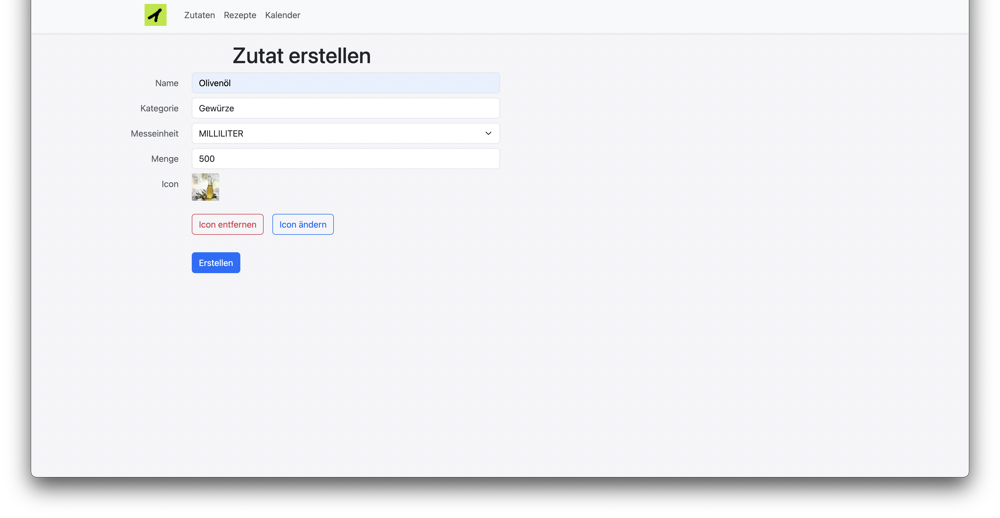 Zutaten Rezepte Kalender
Zutat erstellen
Name Olivenöl
Kategorie Gewürze
Messeinheit MILLILITER
Menge 500
Icon
Icon entfernen Icon ändern
Erstellen